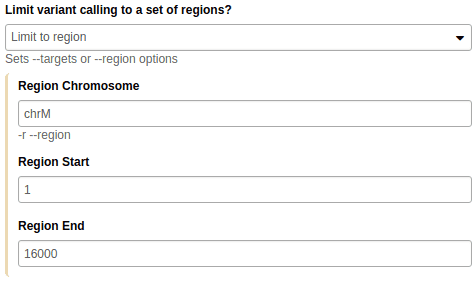 Limit variant calling to a set of regions?
Limit to region
Sets --targets or --region options
Region Chromosome
chrM
-r --region
Region Start
1
Region End
16000